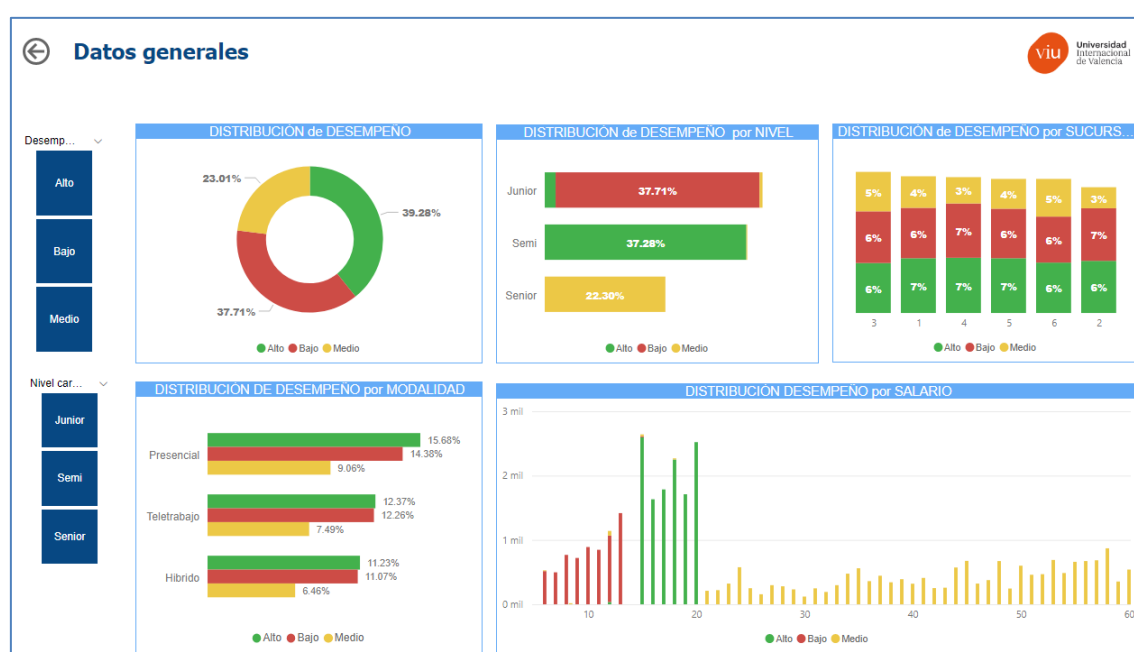 Datos generales
viu
Universidad
Internacional
de Valencia
Desemp...
Alto
Bajo
Medio
Nivel car...
Junior
Semi
Senior
DISTRIBUCIÓN de DESEMPEÑO
23.01%
39.28%
37.71%
Alto Bajo Medio
DISTRIBUCIÓN de DESEMPEÑO por NIVEL
Junior 37.71%
Semi 37.28%
Senior 22.30%
Alto Bajo Medio
DISTRIBUCIÓN de DESEMPEÑO por SUCURS...
5% 4% 3% 4% 5% 3%
6% 6% 7% 6% 6% 7%
6% 7% 7% 7% 6% 6%
3 1 4 5 6 2
Alto Bajo Medio
DISTRIBUCIÓN DE DESEMPEÑO por MODALIDAD
15.68%
Presencial 14.38%
9.06%
12.37%
Teletrabajo 12.26%
7.49%
11.23%
Hibrido 11.07%
6.46%
Alto Bajo Medio
DISTRIBUCIÓN DESEMPEÑO por SALARIO
3 mil
2 mil
1 mil
0 mil
10 20 30 40 50 60
Alto Bajo Medio